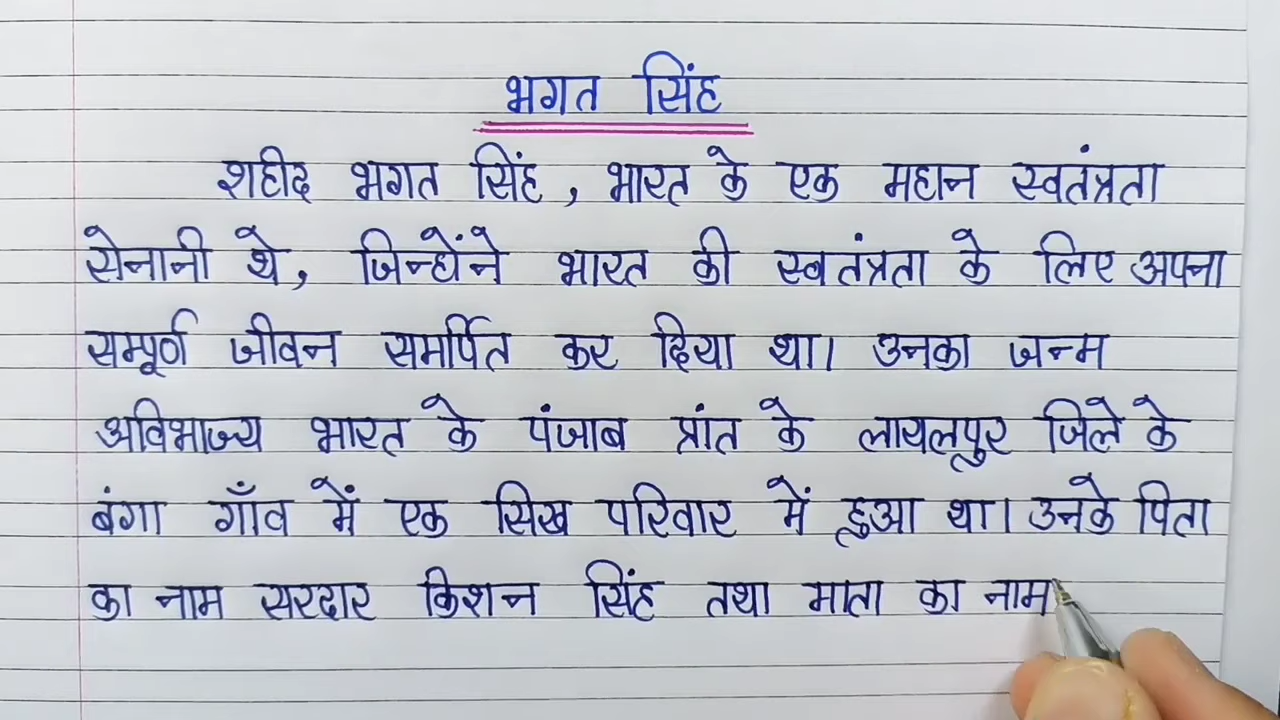 भगत सिंह
शहीद भगत सिंह, भारत के एक महान स्वतंत्रता
सेनानी थे, जिन्होंने भारत की स्वतंत्रता के लिए अपना
सम्पूर्ण जीवन समर्पित कर दिया था। उनका जन्म
अविभाज्य भारत के पंजाब प्रांत के लायलपुर जिले के
बंगा गाँव में एक सिख परिवार में हुआ था। उनके पिता
का नाम सरदार किशन सिंह तथा माता का नाम